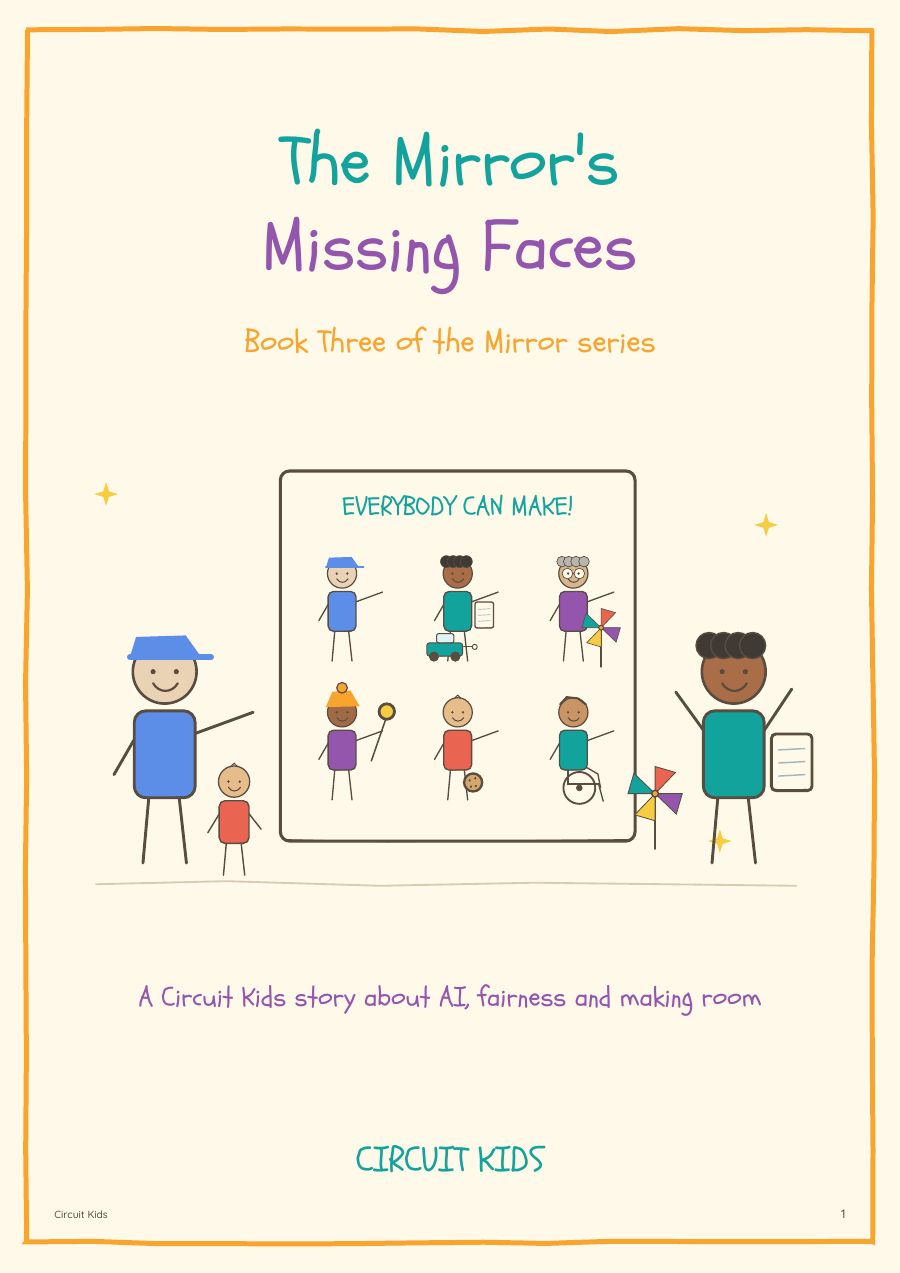 The Mirror's
Missing Faces
Book Three of the Mirror series
EVERYBODY CAN MAKE!
A Circuit Kids story about AI, fairness and making room
CIRCUIT KIDS
Circuit Kids
1